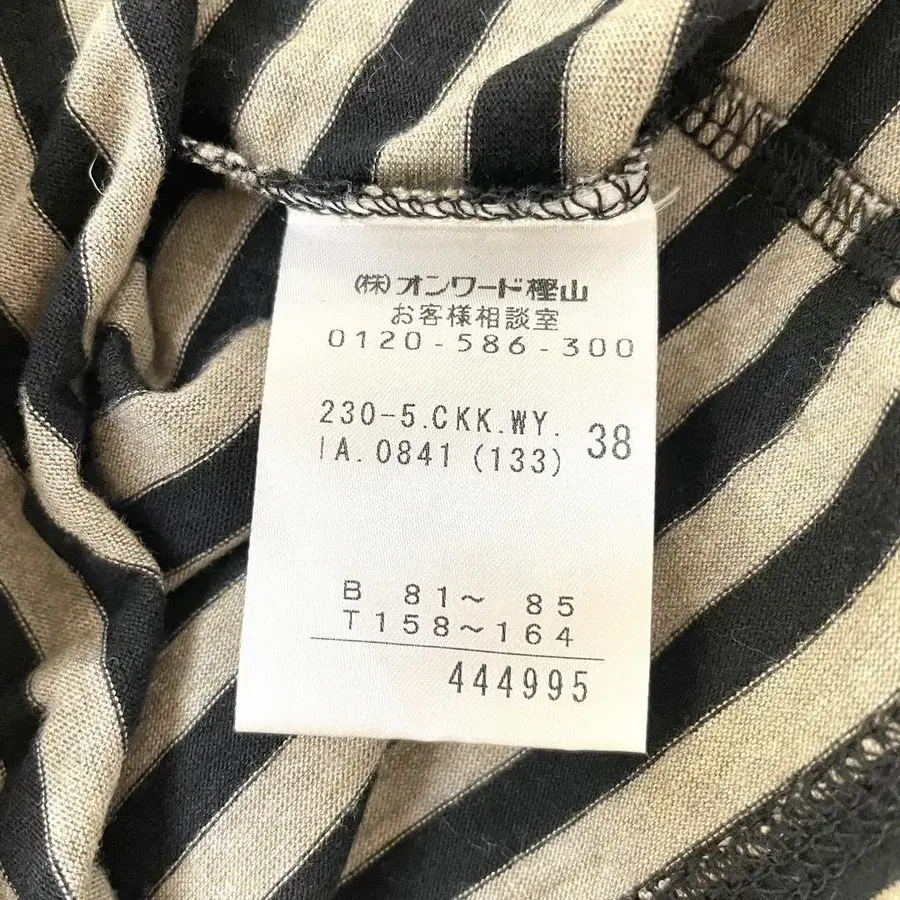 (株)オンワード樫山
お客様相談室
0120-586-300
230-5.CKK.WY.
IA.0841 (133) 38
B 81~ 85
T158~164
444995